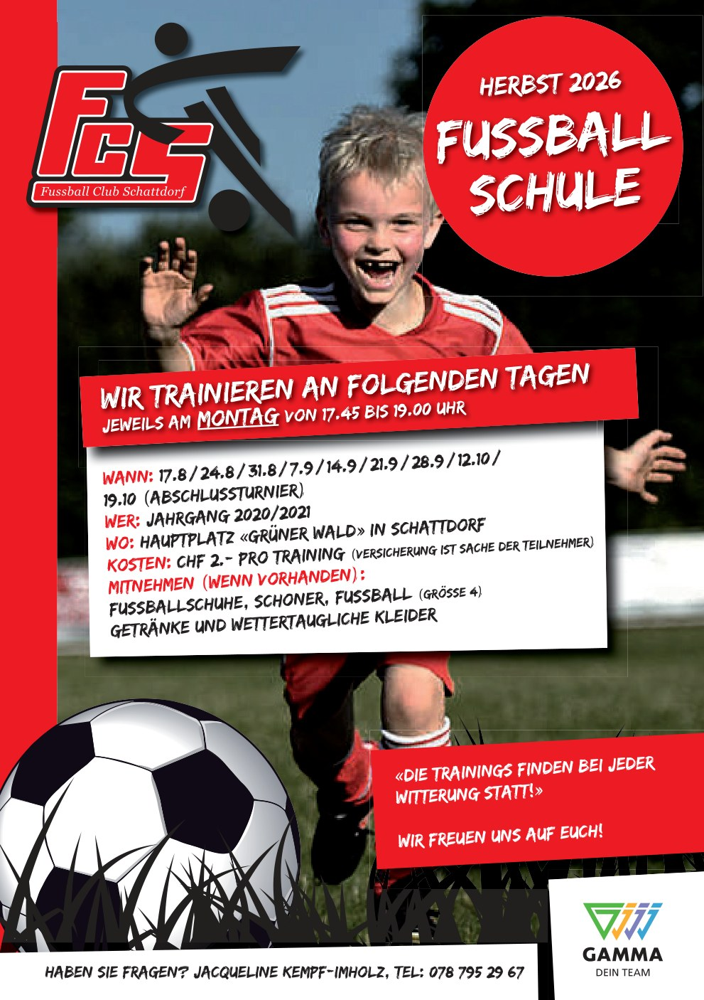 FCS
Fussball Club Schattdorf
HERBST 2026
FUSSBALL
SCHULE
WIR TRAINIEREN AN FOLGENDEN TAGEN
JEWEILS AM MONTAG VON 17.45 BIS 19.00 UHR
WANN: 17.8 / 24.8 / 31.8 / 7.9 / 14.9 / 21.9 / 28.9 / 12.10 /
19.10 (ABSCHLUSSTURNIER)
WER: JAHRGANG 2020/2021
WO: HAUPTPLATZ «GRÜNER WALD» IN SCHATTDORF
KOSTEN: CHF 2.- PRO TRAINING (VERSICHERUNG IST SACHE DER TEILNEHMER)
MITNEHMEN (WENN VORHANDEN):
FUSSBALLSCHUHE, SCHONER, FUSSBALL (GRÖSSE 4)
GETRÄNKE UND WETTERTAUGLICHE KLEIDER
«DIE TRAININGS FINDEN BEI JEDER
WITTERUNG STATT!»
WIR FREUEN UNS AUF EUCH!
HABEN SIE FRAGEN? JACQUELINE KEMPF-IMHOLZ, TEL: 078 795 29 67
GAMMA
DEIN TEAM